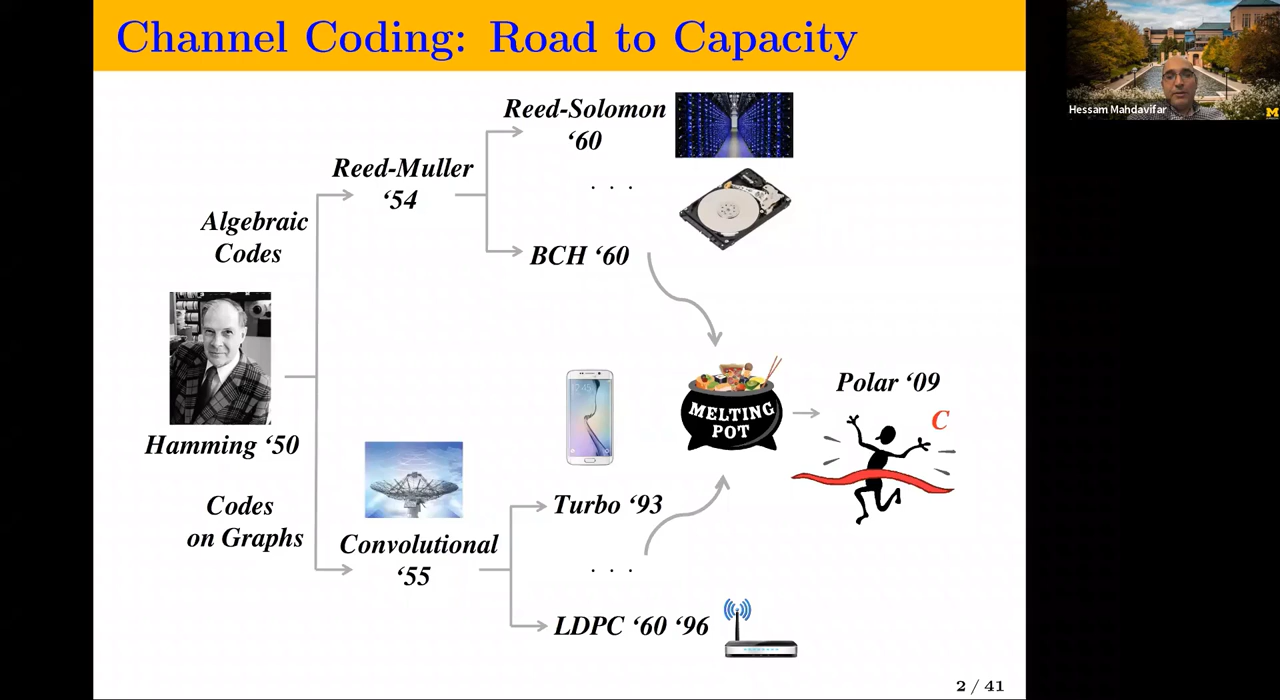 Channel Coding: Road to Capacity
Hessam Mahdavifar
M
Reed-Solomon
‘60
Reed-Muller
‘54
. . .
Algebraic
Codes
BCH ‘60
Polar ‘09
C
MELTING
POT
Hamming ‘50
Codes
on Graphs
Turbo ‘93
Convolutional
‘55
. . .
LDPC ‘60 ‘96
2 / 41